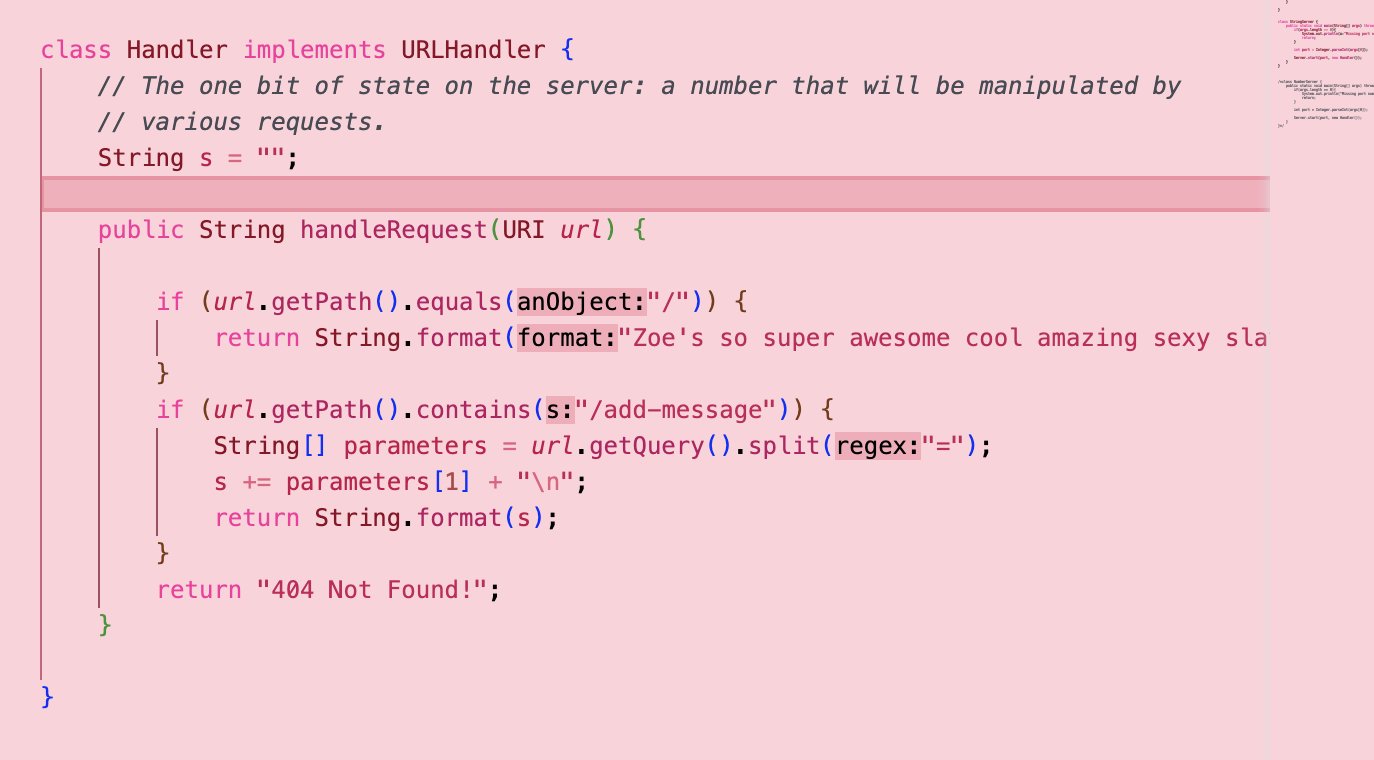 class Handler implements URLHandler {
// The one bit of state on the server: a number that will be manipulated by
// various requests.
String s = "";
public String handleRequest(URI url) {
if (url.getPath().equals(anObject:"/")) {
return String.format(format:"Zoe's so super awesome cool amazing sexy sla
}
if (url.getPath().contains(s:"/add-message")) {
String[] parameters = url.getQuery().split(regex:"=");
s += parameters[1] + "\n";
return String.format(s);
}
return "404 Not Found!";
}
}